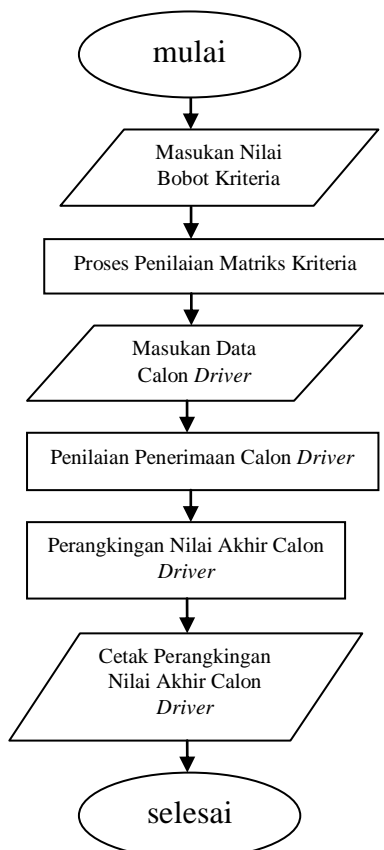 mulai
Masukan Nilai
Bobot Kriteria
Proses Penilaian Matriks Kriteria
Masukan Data
Calon Driver
Penilaian Penerimaan Calon Driver
Perangkingan Nilai Akhir Calon
Driver
Cetak Perangkingan
Nilai Akhir Calon
Driver
selesai